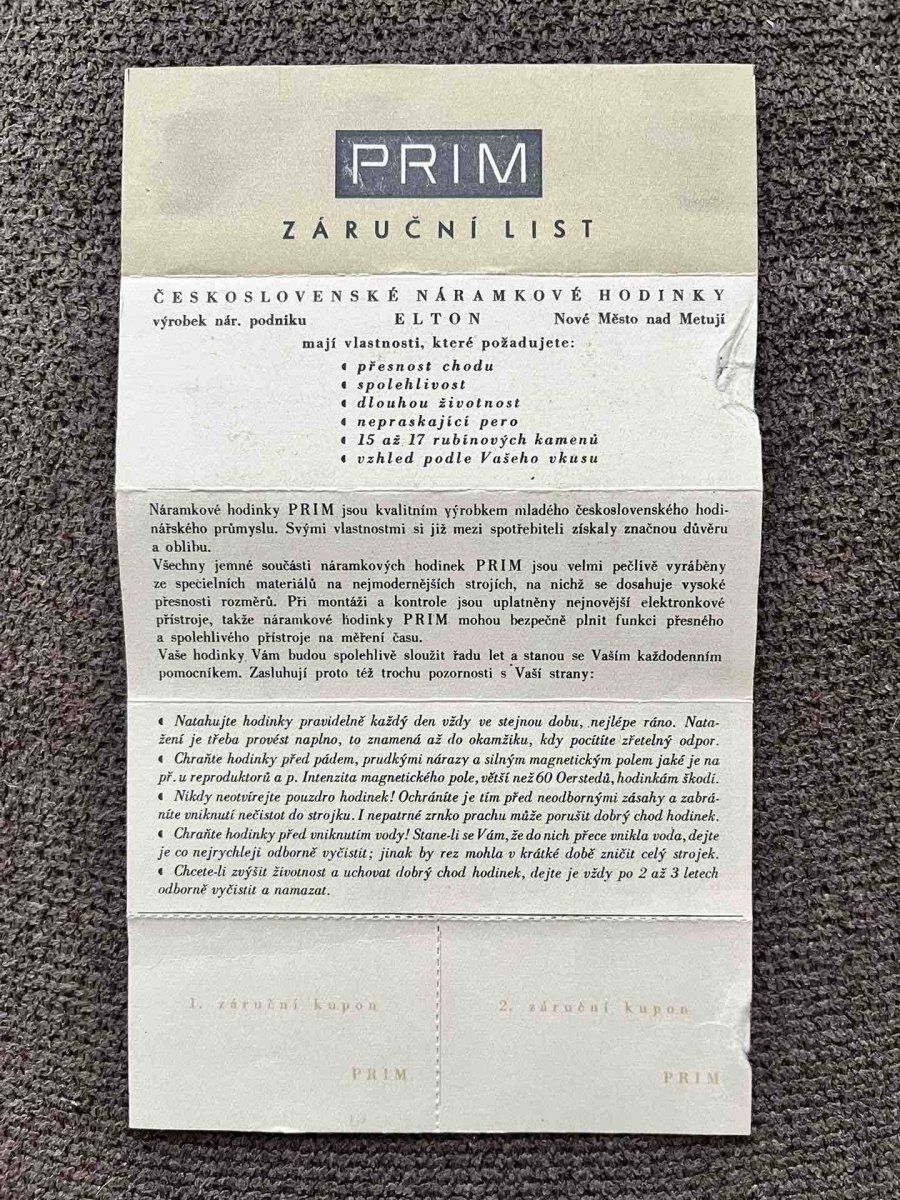 PRIM
ZÁRUČNÍ LIST
ČESKOSLOVENSKÉ NÁRAMKOVÉ HODINKY
výrobek nár. podniku ELTON Nové Město nad Metují
mají vlastnosti, které požadujete:
přesnost chodu
spolehlivost
dlouhou životnost
nepraskající pero
15 až 17 rubínových kamenů
vzhled podle Vašeho vkusu
Náramkové hodinky PRIM jsou kvalitním výrobkem mladého československého hodi-
nářského průmyslu. Svými vlastnostmi si již mezi spotřebiteli získaly značnou důvěru
a oblibu.
Všechny jemné součásti náramkových hodinek PRIM jsou velmi pečlivě vyráběny
ze specielních materiálů na nejmodernějších strojích, na nichž se dosahuje vysoké
přesnosti rozměrů. Při montáži a kontrole jsou uplatněny nejnovější elektronkové
přístroje, takže náramkové hodinky PRIM mohou bezpečně plnit funkci přesného
a spolehlivého přístroje na měření času.
Vaše hodinky Vám budou spolehlivě sloužit řadu let a stanou se Vaším každodenním
pomocníkem. Zasluhují proto též trochu pozornosti s Vaší strany:
Natahujte hodinky pravidelně každý den vždy ve stejnou dobu, nejlépe ráno. Nata-
žení je třeba provést naplno, to znamená až do okamžiku, kdy pocítíte zřetelný odpor.
Chraňte hodinky před pádem, prudkými nárazy a silným magnetickým polem jaké je na
př. u reproduktorů a p. Intenzita magnetického pole, větší než 60 Oerstedů, hodinkám škodí.
Nikdy neotvírejte pouzdro hodinek! Ochráníte je tím před neodbornými zásahy a zabrá-
níte vniknutí nečistot do strojku. I nepatrné zrnko prachu může porušit dobrý chod hodinek.
Chraňte hodinky před vniknutím vody! Stane-li se Vám, že do nich přece vnikla voda, dejte
je co nejrychleji odborně vyčistit; jinak by rez mohla v krátké době zničit celý strojek.
Chcete-li zvýšit životnost a uchovat dobrý chod hodinek, dejte je vždy po 2 až 3 letech
odborně vyčistit a namazat.
1. záruční kupon
2. záruční kupon
PRIM
PRIM